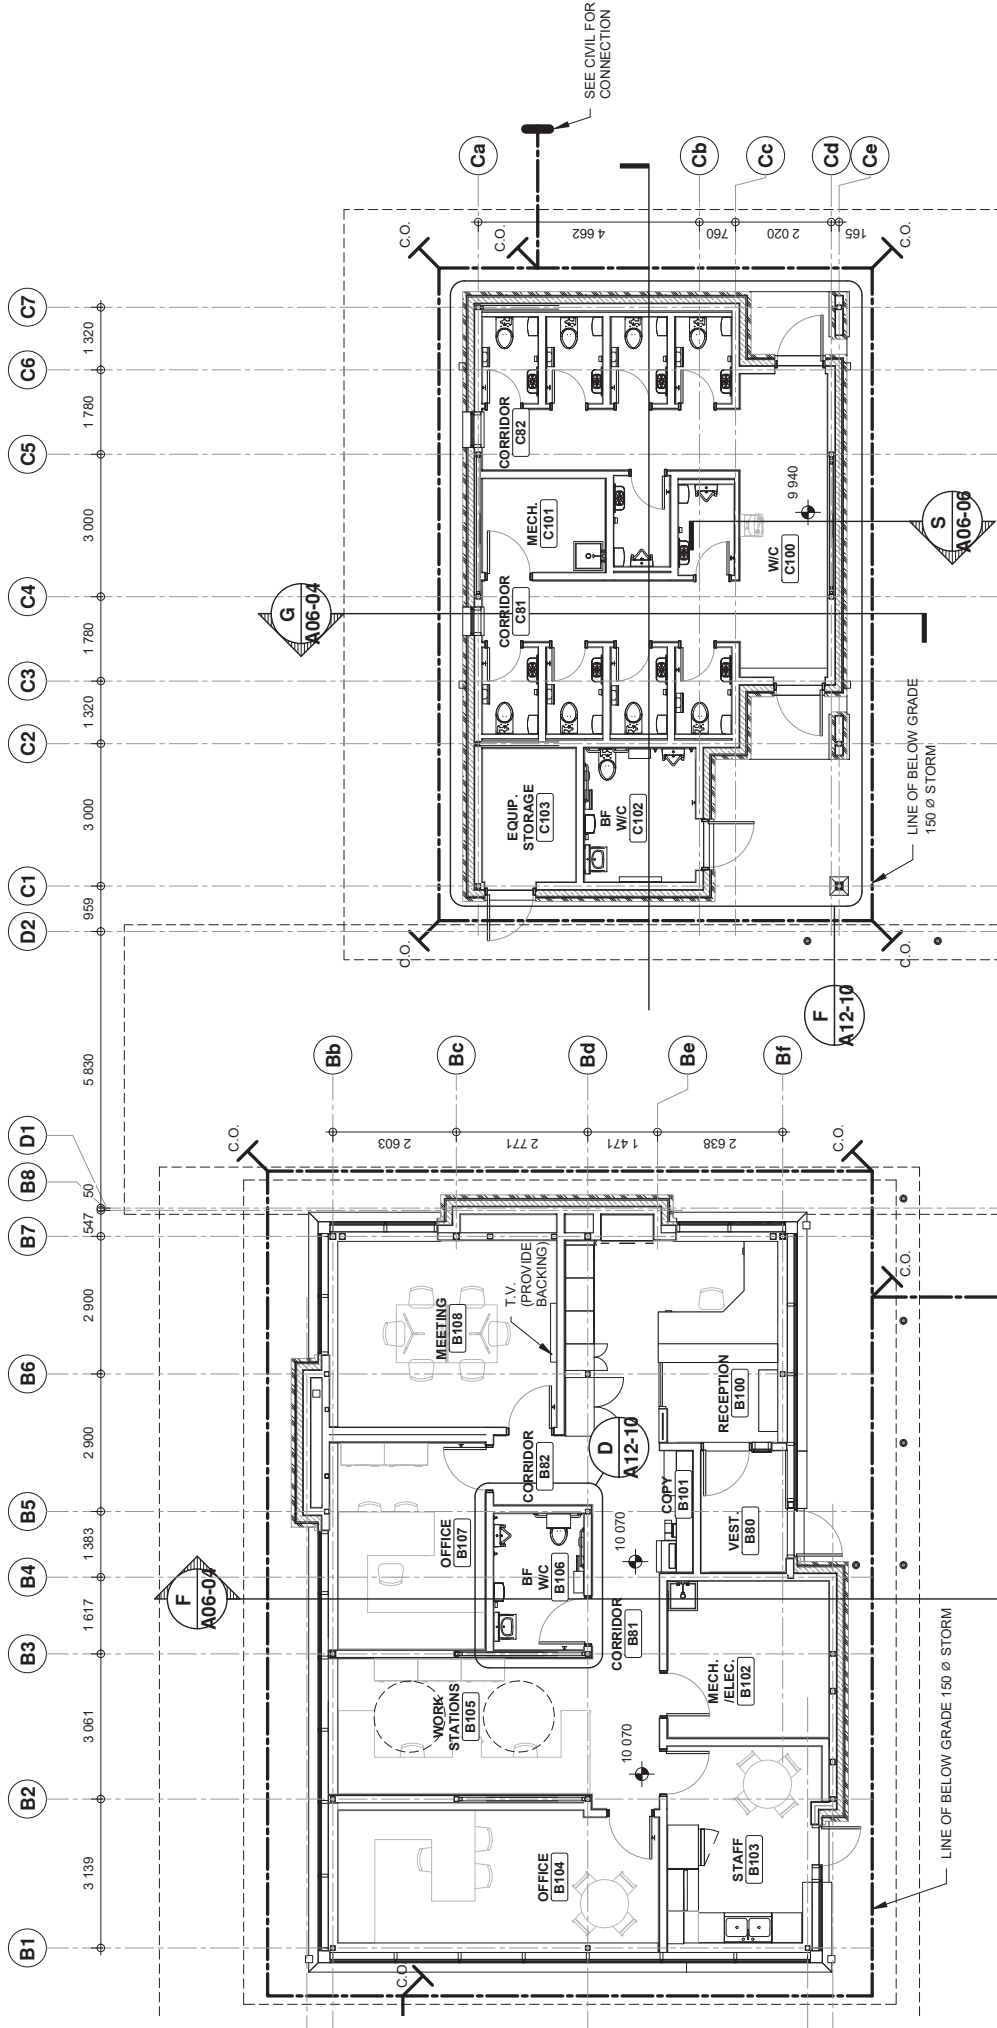 SEE CIVIL FOR
CONNECTION
C7
C6
C5
C4
C3
C2
C1
D2
D1
B8
B7
B6
B5
B4
B3
B2
B1
1 320
1 780
3 000
1 780
1 320
3 000
959
5 830
50
547
2 900
2 900
1 383
1 617
3 061
3 139
Ca
Cb
Cc
Cd
Ce
4 662
760
2 020
165
C.O.
C.O.
C.O.
C.O.
C.O.
CORRIDOR
C82
MECH.
C101
CORRIDOR
C81
W/C
C100
9 940
EQUIP.
STORAGE
C103
BF
W/C
C102
G
A06-04
S
A06-06
LINE OF BELOW GRADE
150 Ø STORM
F
A12-10
Bb
Bc
Bd
Be
Bf
2 603
2 771
1 471
2 638
C.O.
C.O.
C.O.
C.O.
MEETING
B108
T.V.
(PROVIDE
BACKING)
RECEPTION
B100
CORRIDOR
B82
D
A12-10
COPY
B101
VEST.
B80
OFFICE
B107
BF
W/C
B106
10 070
F
A06-04
CORRIDOR
B81
MECH.
/ELEC.
B102
WORK
STATIONS
B105
10 070
OFFICE
B104
STAFF
B103
LINE OF BELOW GRADE 150 Ø STORM